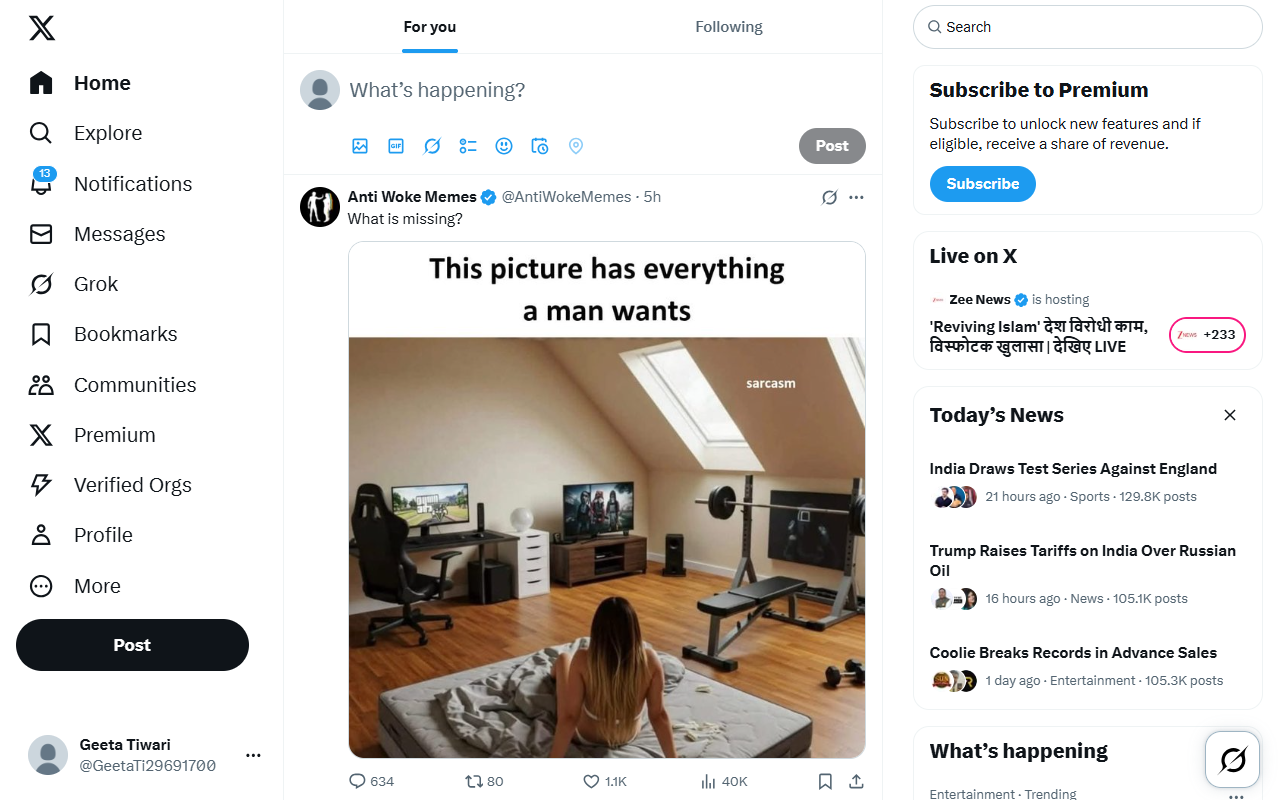 Home
Explore
13
Notifications
Messages
Grok
Bookmarks
Communities
Premium
Verified Orgs
Profile
More
Post
Geeta Tiwari
@GeetaTi29691700
For you
Following
What's happening?
GIF
Post
Anti Woke Memes @AntiWokeMemes · 5h
What is missing?
This picture has everything
a man wants
sarcasm
634
80
1.1K
40K
Search
Subscribe to Premium
Subscribe to unlock new features and if
eligible, receive a share of revenue.
Subscribe
Live on X
Zee News is hosting
'Reviving Islam' देश विरोधी काम,
विस्फोटक खुलासा | देखिए LIVE
+233
Today's News
India Draws Test Series Against England
21 hours ago · Sports · 129.8K posts
Trump Raises Tariffs on India Over Russian
Oil
16 hours ago · News · 105.1K posts
Coolie Breaks Records in Advance Sales
1 day ago · Entertainment · 105.3K posts
What's happening
Entertainment · Trending